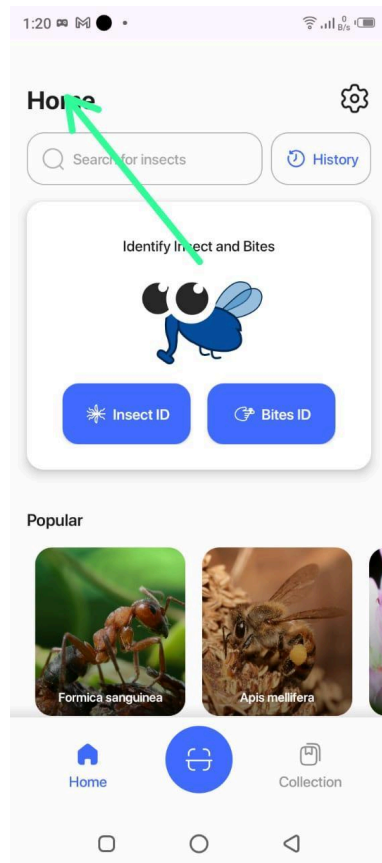 1:20
0
B/s
Home
Search for insects
History
Identify Insect and Bites
Insect ID
Bites ID
Popular
Formica sanguinea
Apis mellifera
Home
Collection